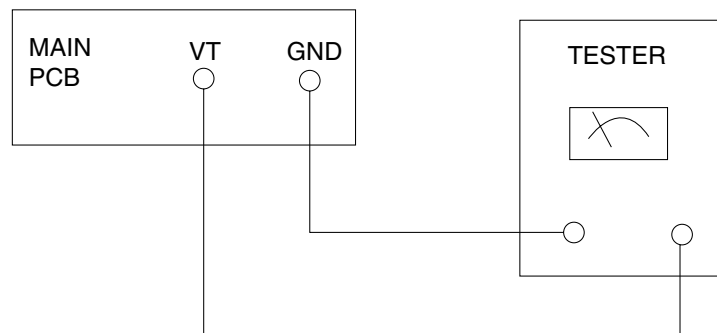 MAIN
PCB
VT
GND
TESTER